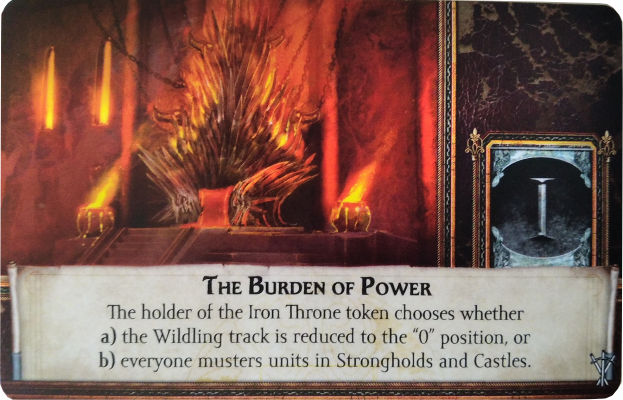 I
THE BURDEN OF POWER
The holder of the Iron Throne token chooses whether
a) the Wildling track is reduced to the “0” position, or
b) everyone musters units in Strongholds and Castles.